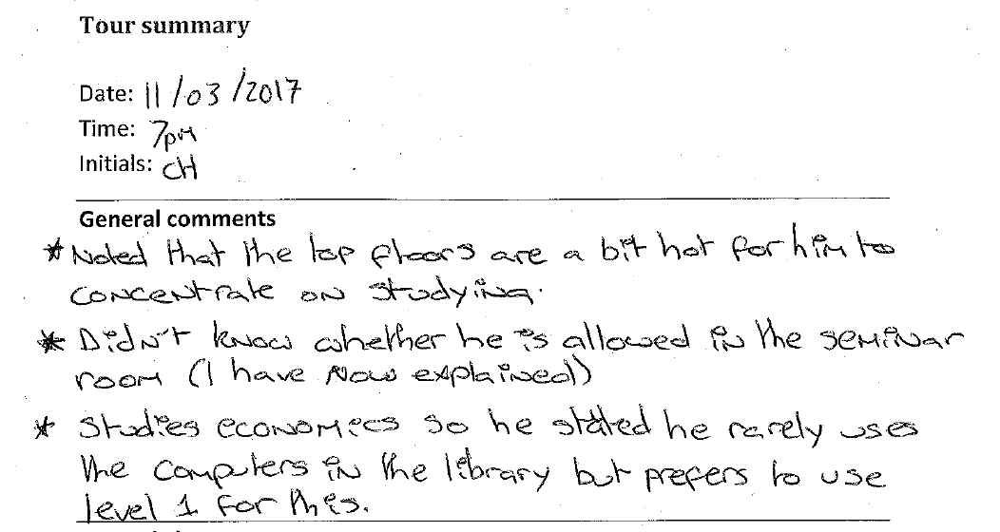 Tour summary
Date: 11/03/2017
Time: 7pm
Initials: CH
General comments
* Noted that the top floors are a bit hot for him to
concentrate on studying.
* Didn't know whether he is allowed in the seminar
room (I have now explained)
* Studies economics so he stated he rarely uses
the computers in the library but prefers to use
level 1 for this.